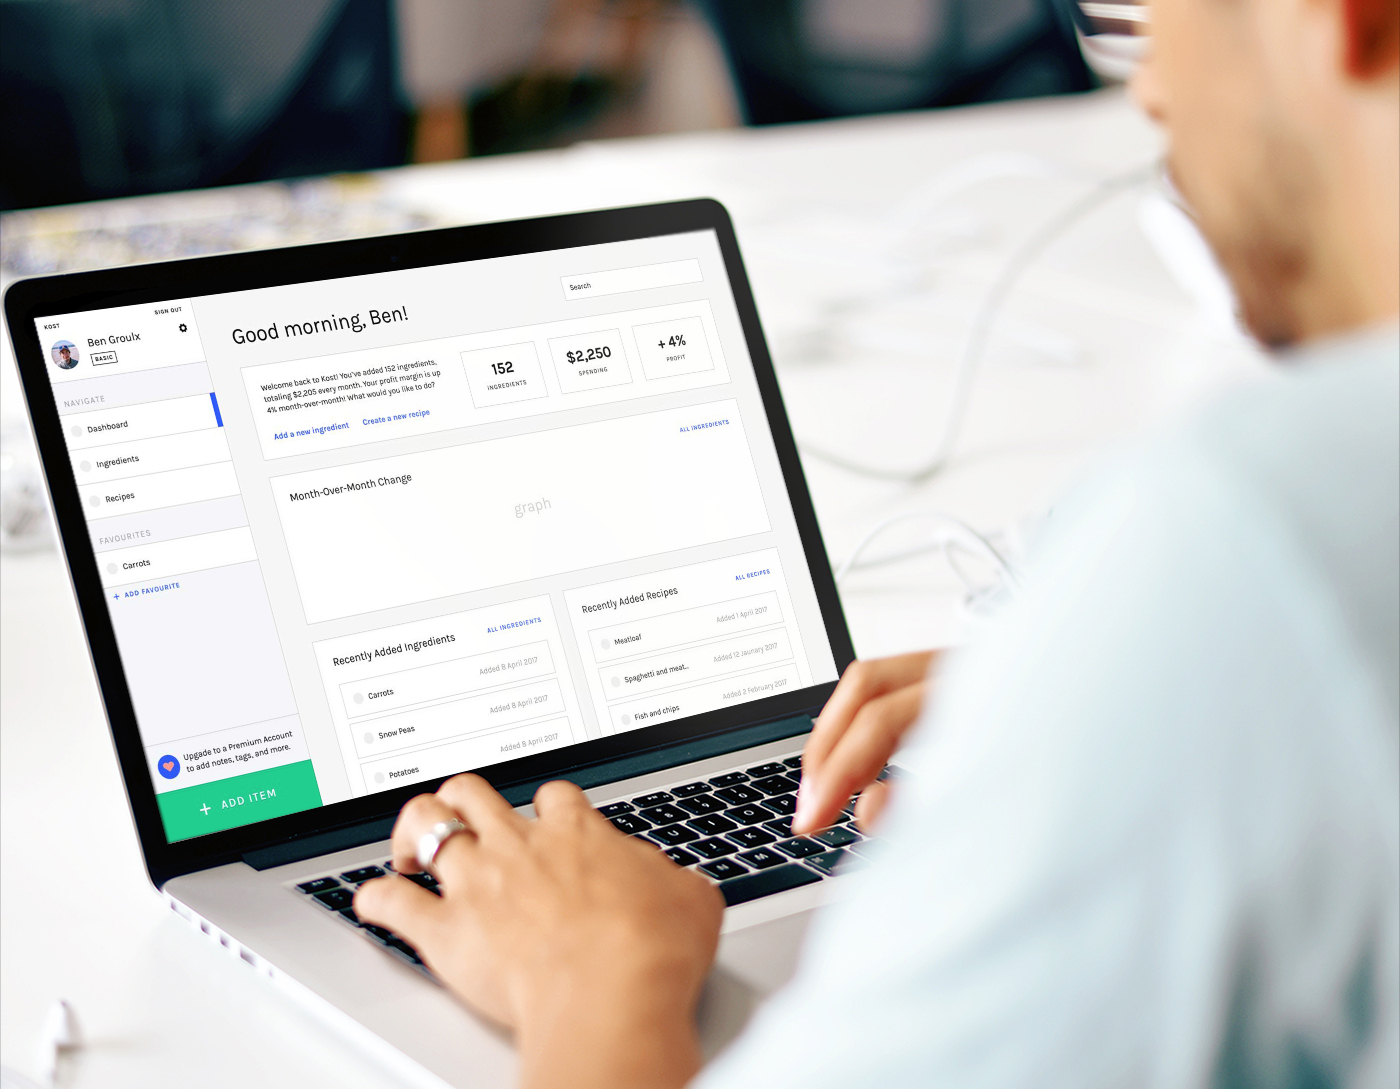 KOST
SIGN OUT
Ben Groulx
BASIC
NAVIGATE
Dashboard
Ingredients
Recipes
FAVOURITES
Carrots
+ ADD FAVOURITE
Upgade to a Premium Account
to add notes, tags, and more.
+ ADD ITEM
Good morning, Ben!
Search
Welcome back to Kost! You've added 152 ingredients,
totaling $2,205 every month. Your profit margin is up
4% month-over-month! What would you like to do?
Add a new ingredient
Create a new recipe
152
INGREDIENTS
$2,250
SPENDING
+ 4%
PROFIT
Month-Over-Month Change
ALL INGREDIENTS
graph
Recently Added Ingredients
ALL INGREDIENTS
Carrots
Added 8 April 2017
Snow Peas
Added 8 April 2017
Potatoes
Added 8 April 2017
Recently Added Recipes
ALL RECIPES
Meatloaf
Added 1 April 2017
Spaghetti and meat...
Added 12 Jaunary 2017
Fish and chips
Added 2 February 2017